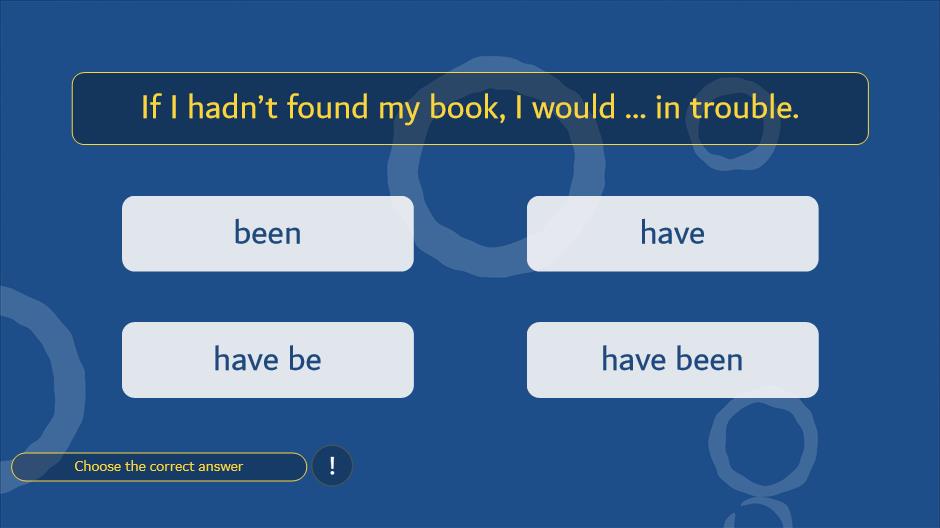 If I hadn’t found my book, I would ... in trouble.
been
have
have be
have been
Choose the correct answer
!